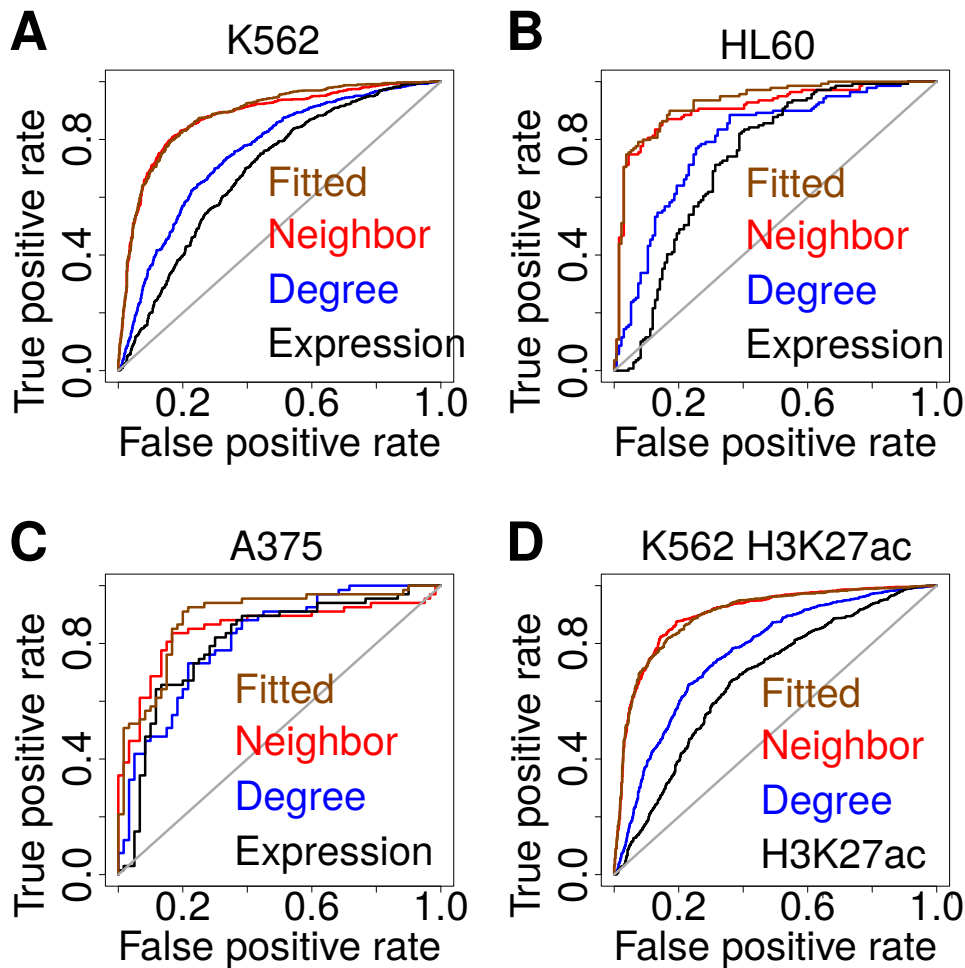 A
K562
True positive rate
0.0
0.4
0.8
Fitted
Neighbor
Degree
Expression
0.2
0.6
1.0
False positive rate
B
HL60
True positive rate
0.0
0.4
0.8
Fitted
Neighbor
Degree
Expression
0.2
0.6
1.0
False positive rate
C
A375
True positive rate
0.0
0.4
0.8
Fitted
Neighbor
Degree
Expression
0.2
0.6
1.0
False positive rate
D
K562 H3K27ac
True positive rate
0.0
0.4
0.8
Fitted
Neighbor
Degree
H3K27ac
0.2
0.6
1.0
False positive rate